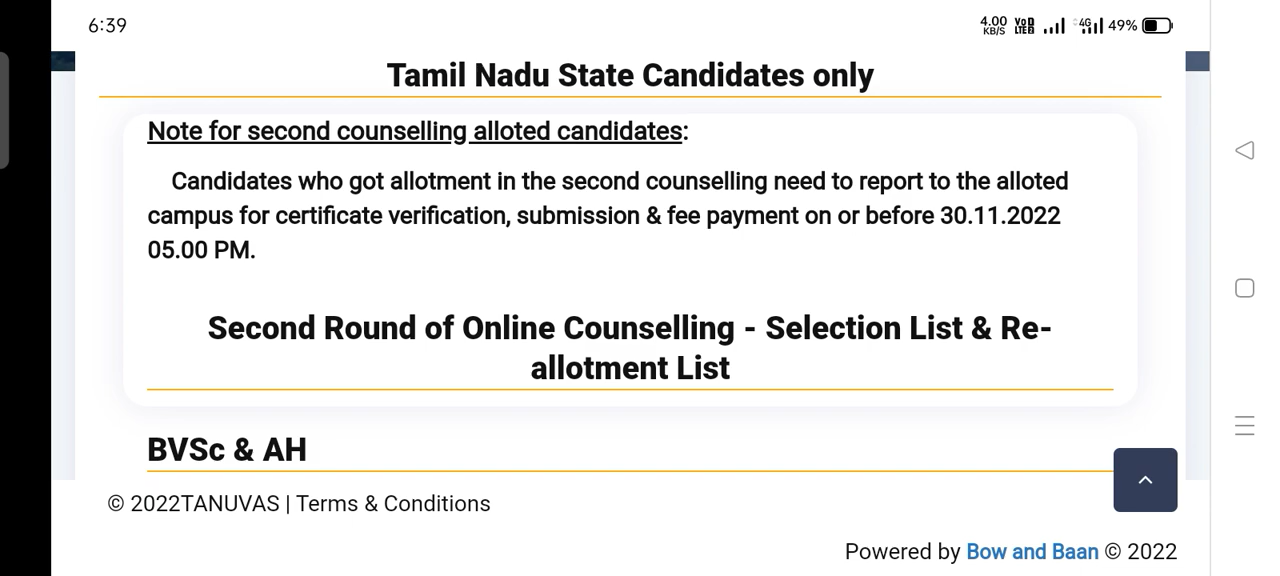 6:39
4.00 KB/S VoD LTE2 4G 49%
Tamil Nadu State Candidates only
Note for second counselling alloted candidates:
Candidates who got allotment in the second counselling need to report to the alloted
campus for certificate verification, submission & fee payment on or before 30.11.2022
05.00 PM.
Second Round of Online Counselling - Selection List & Re-
allotment List
BVSc & AH
© 2022TANUVAS | Terms & Conditions
Powered by Bow and Baan © 2022